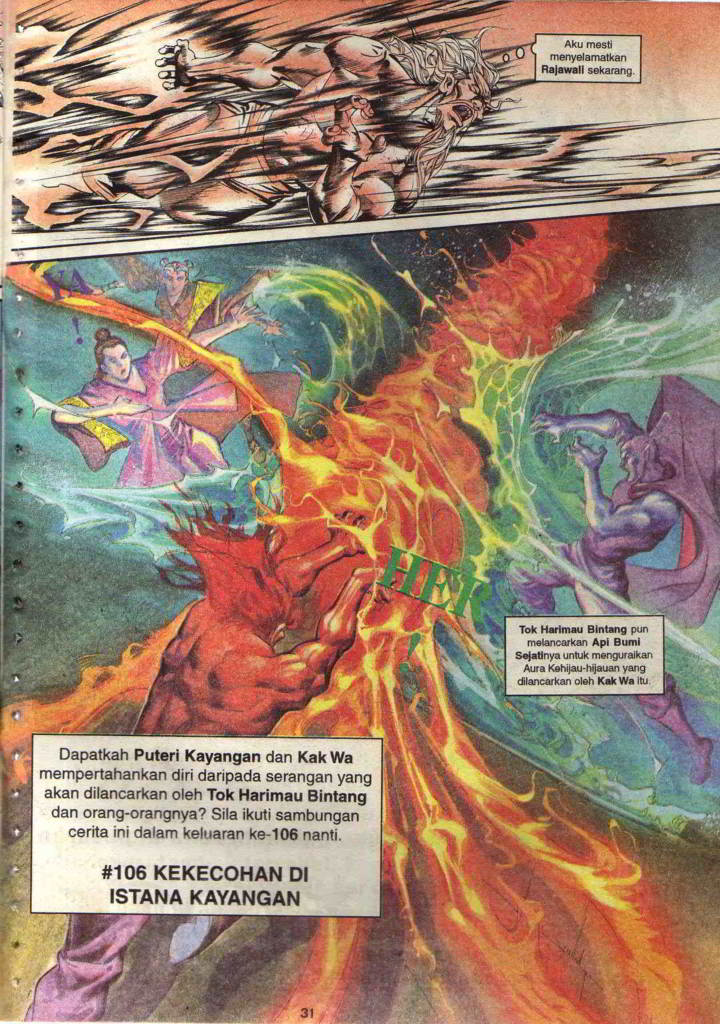 Aku mesti
menyelamatkan
Rajawali sekarang.
YA
!
HER
!
Tok Harimau Bintang pun
melancarkan Api Bumi
Sejatinya untuk menguraikan
Aura Kehijau-hijauan yang
dilancarkan oleh Kak Wa itu.
Dapatkah Puteri Kayangan dan Kak Wa
mempertahankan diri daripada serangan yang
akan dilancarkan oleh Tok Harimau Bintang
dan orang-orangnya? Sila ikuti sambungan
cerita ini dalam keluaran ke-106 nanti.
#106 KEKECOHAN DI
ISTANA KAYANGAN
31